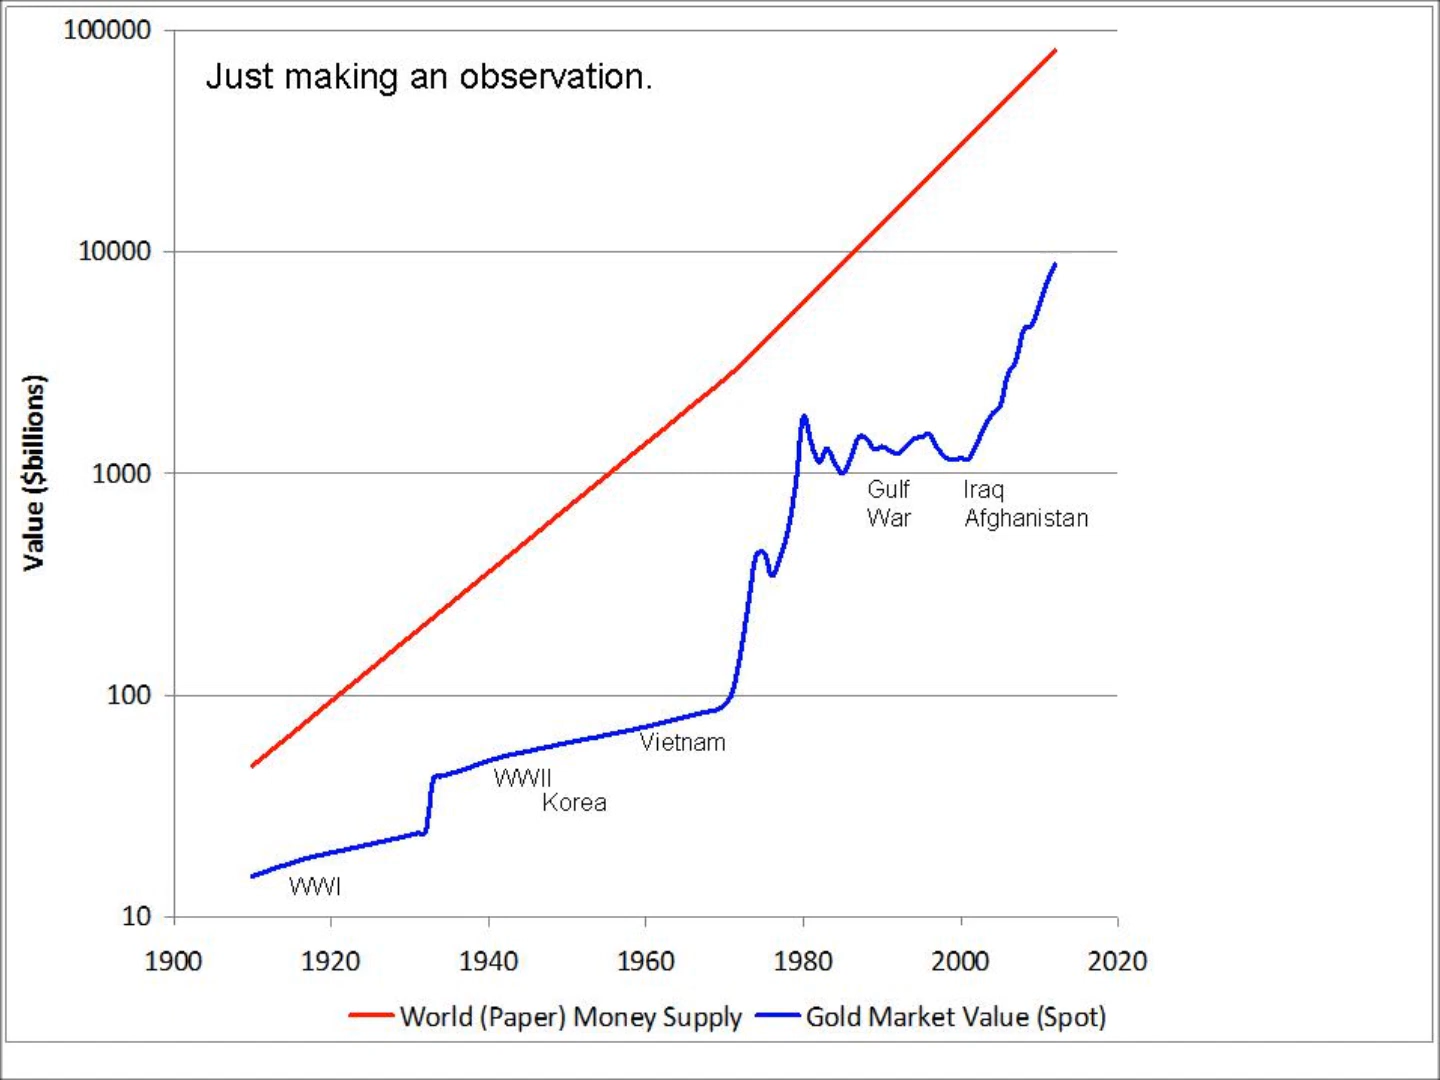 100000
Just making an observation.
10000
Value ($billions)
1000
Gulf
War
Iraq
Afghanistan
100
Vietnam
WWII
Korea
WWI
10
1900 1920 1940 1960 1980 2000 2020
World (Paper) Money Supply Gold Market Value (Spot)